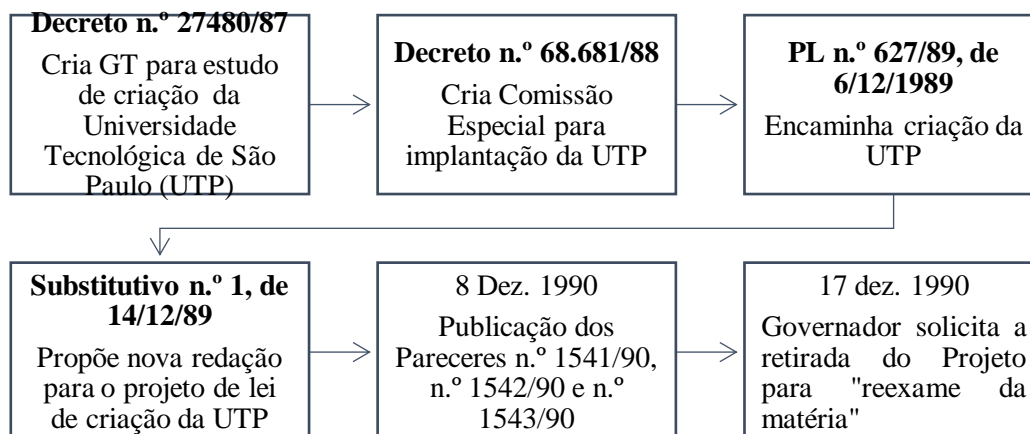 Decreto n.º 27480/87
Cria GT para estudo
de criação da
Universidade
Tecnológica de São
Paulo (UTP)
Decreto n.º 68.681/88
Cria Comissão
Especial para
implantação da UTP
PL n.º 627/89, de
6/12/1989
Encaminha criação da
UTP
Substitutivo n.º 1, de
14/12/89
Propõe nova redação
para o projeto de lei
de criação da UTP
8 Dez. 1990
Publicação dos
Pareceres n.º 1541/90,
n.º 1542/90 e n.º
1543/90
17 dez. 1990
Governador solicita a
retirada do Projeto
para "reexame da
matéria"